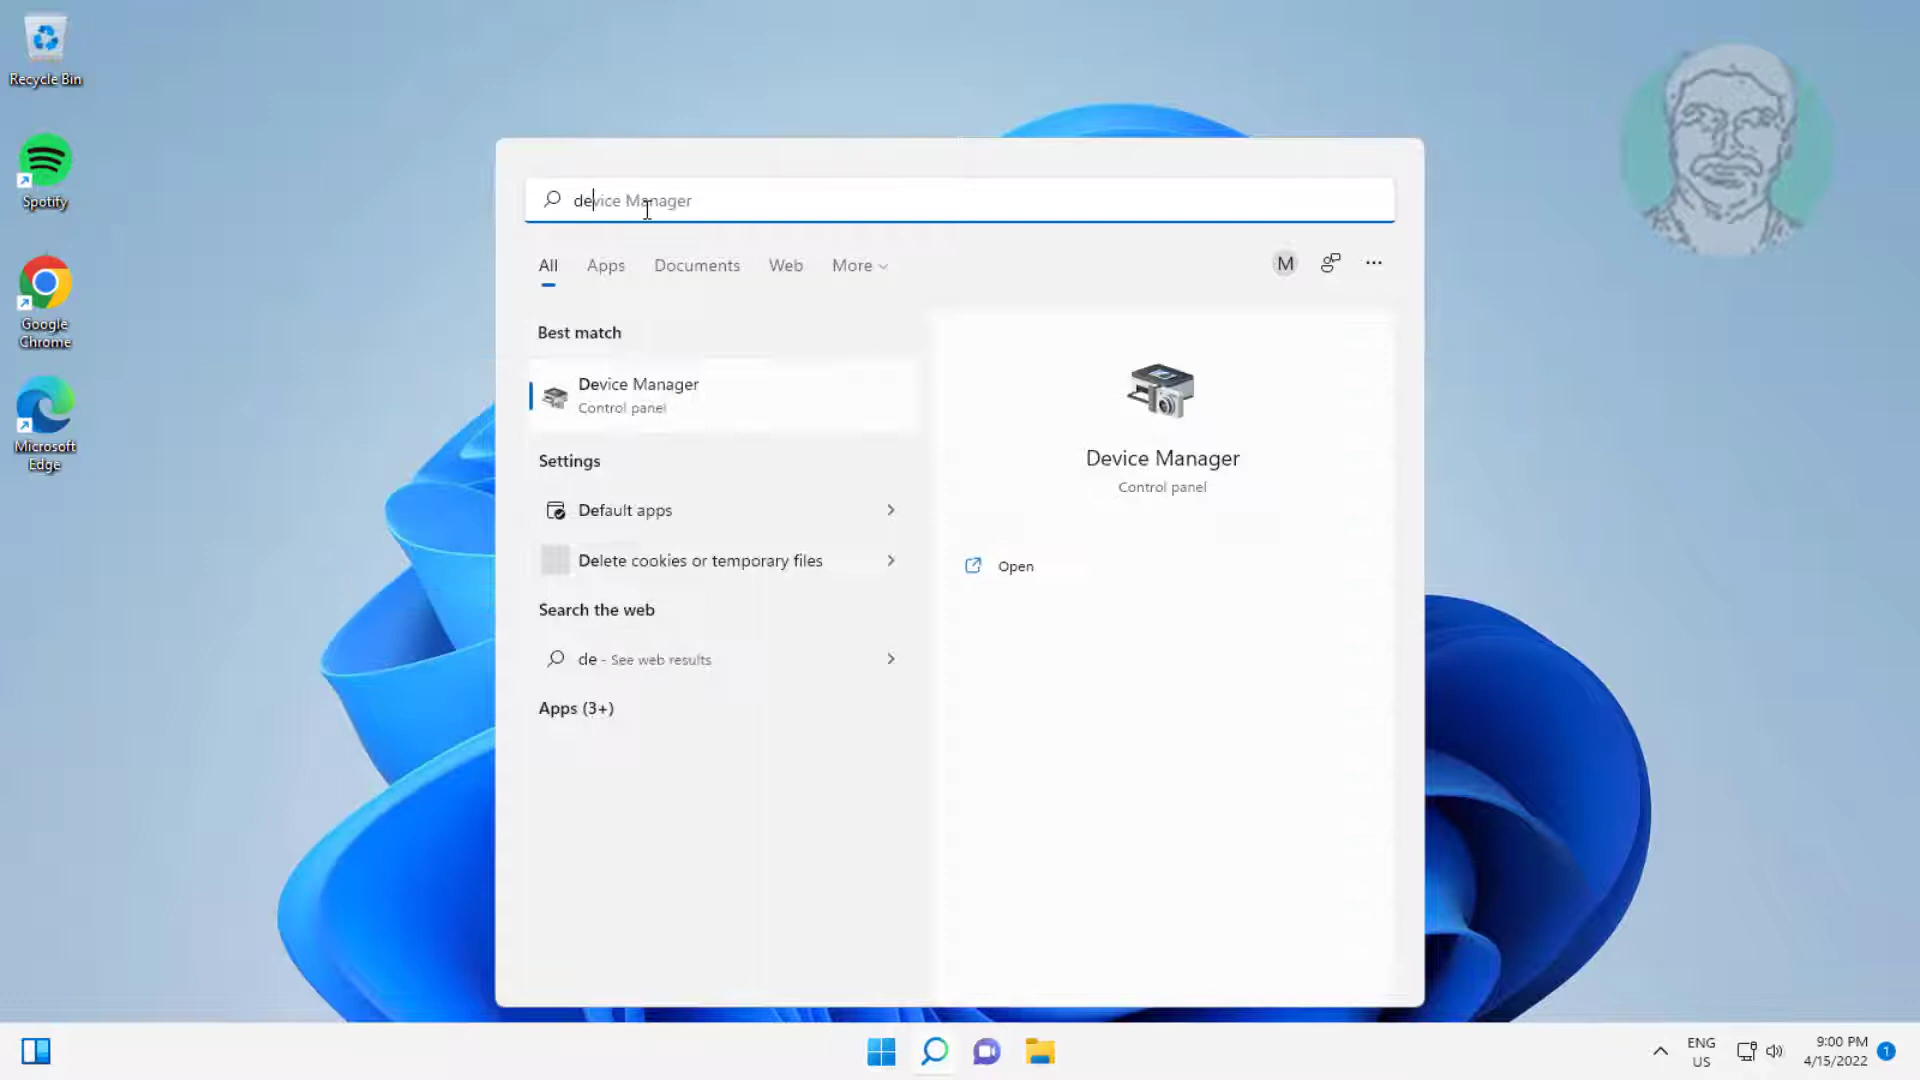 Recycle Bin
Spotify
Google
Chrome
Microsoft
Edge
device Manager
All Apps Documents Web More
M
Best match
Device Manager
Control panel
Settings
Default apps
Delete cookies or temporary files
Search the web
de - See web results
Apps (3+)
Device Manager
Control panel
Open
ENG
US
9:00 PM
4/15/2022
1